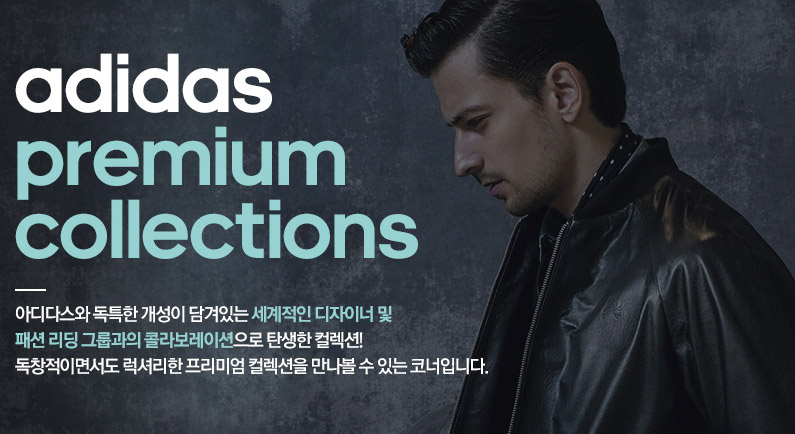 adidas
premium
collections
아디다스와 독특한 개성이 담겨있는 세계적인 디자이너 및
패션 리딩 그룹과의 콜라보레이션으로 탄생한 컬렉션!
독창적이면서도 럭셔리한 프리미엄 컬렉션을 만나볼 수 있는 코너입니다.